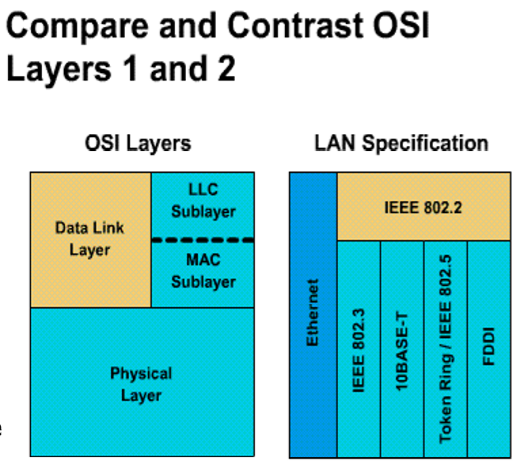 Compare and Contrast OSI
Layers 1 and 2
OSI Layers
LAN Specification
Data Link
Layer
LLC
Sublayer
MAC
Sublayer
Physical
Layer
Ethernet
IEEE 802.2
IEEE 802.3
10BASE-T
Token Ring / IEEE 802.5
FDDI